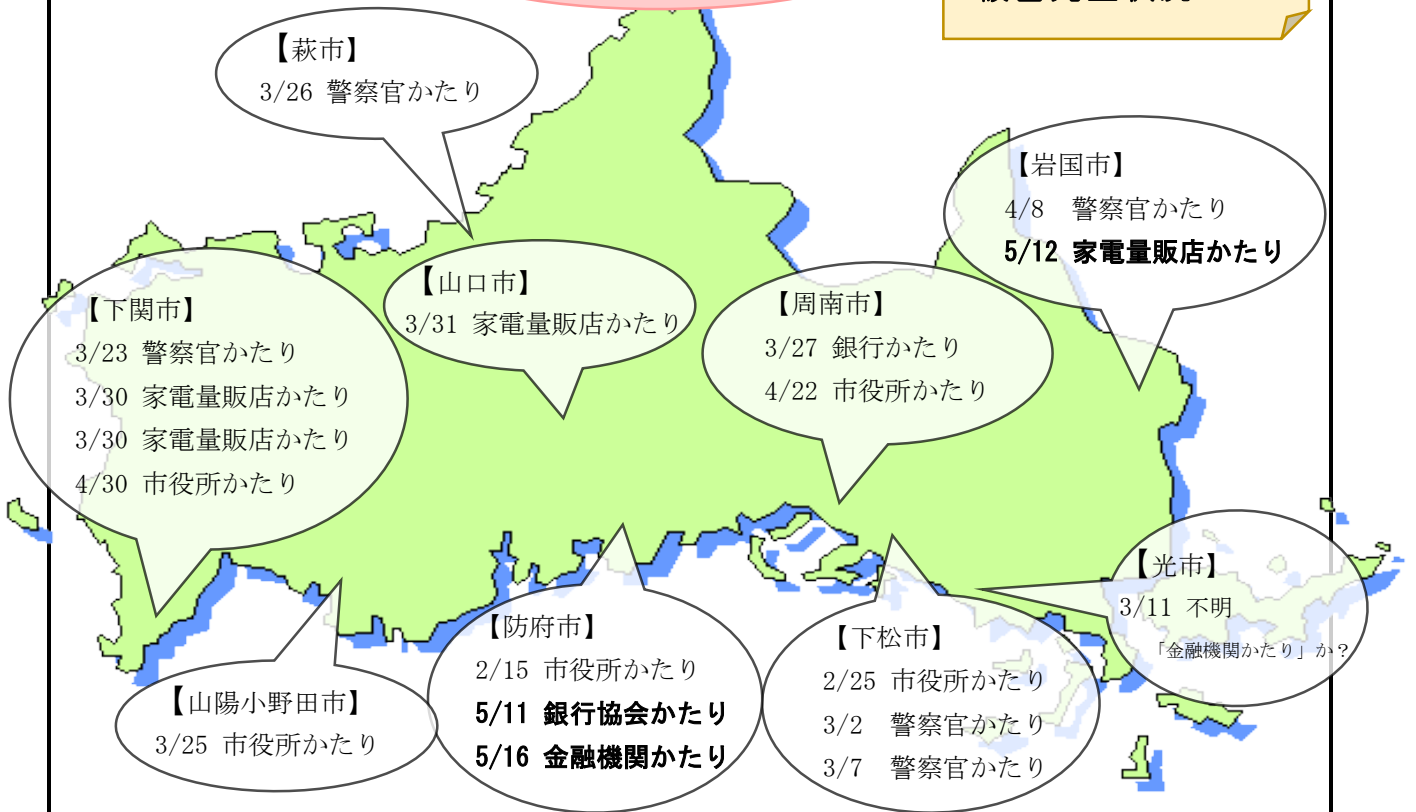 【萩市】
3/26 警察官かたり
【岩国市】
4/8 警察官かたり
5/12 家電量販店かたり
【山口市】
3/31 家電量販店かたり
【周南市】
3/27 銀行かたり
4/22 市役所かたり
【下関市】
3/23 警察官かたり
3/30 家電量販店かたり
3/30 家電量販店かたり
4/30 市役所かたり
【光市】
3/11 不明
「金融機関かたり」か？
【防府市】
2/15 市役所かたり
5/11 銀行協会かたり
5/16 金融機関かたり
【下松市】
2/25 市役所かたり
3/2 警察官かたり
3/7 警察官かたり
【山陽小野田市】
3/25 市役所かたり